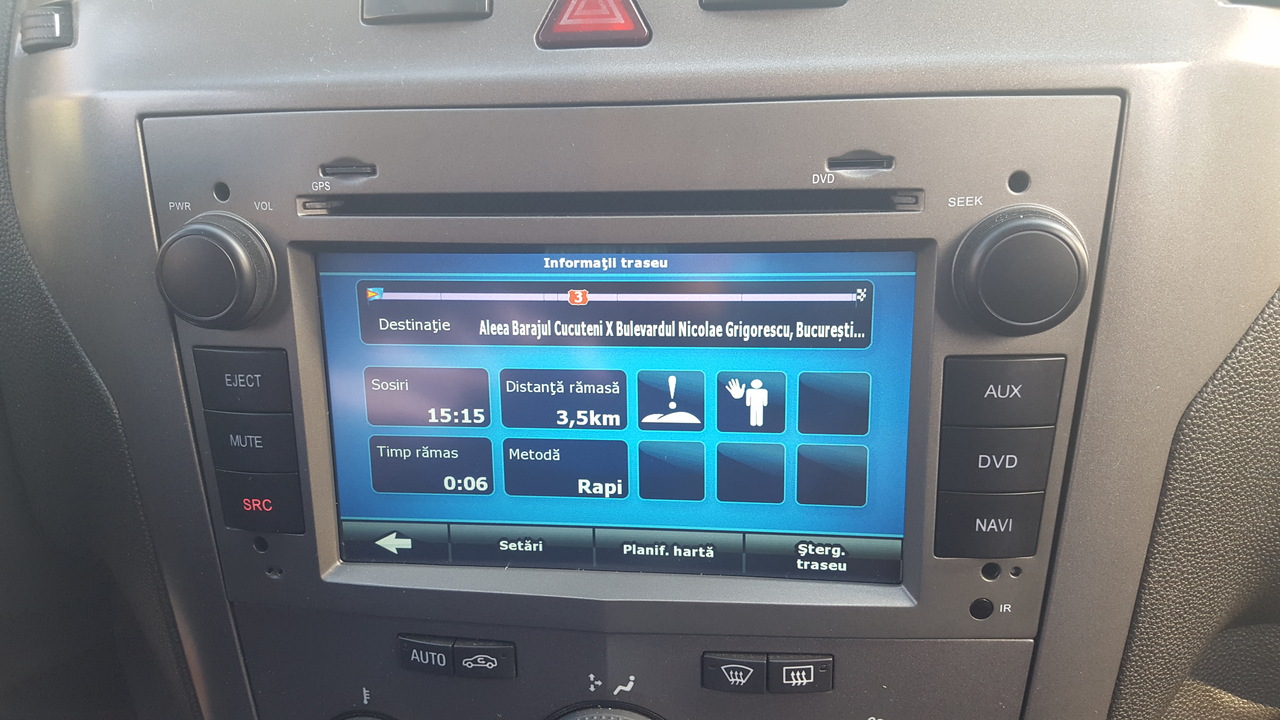 GPS
DVD
PWR
VOL
SEEK
Informaţii traseu
3
Destinaţie
Aleea Barajul Cucuteni X Bulevardul Nicolae Grigorescu, București...
EJECT
MUTE
SRC
Sosiri
15:15
Distanţă rămasă
3,5km
Timp rămas
0:06
Metodă
Rapi
AUX
DVD
NAVI
Setări
Planif. hartă
Şterg.
traseu
IR
AUTO